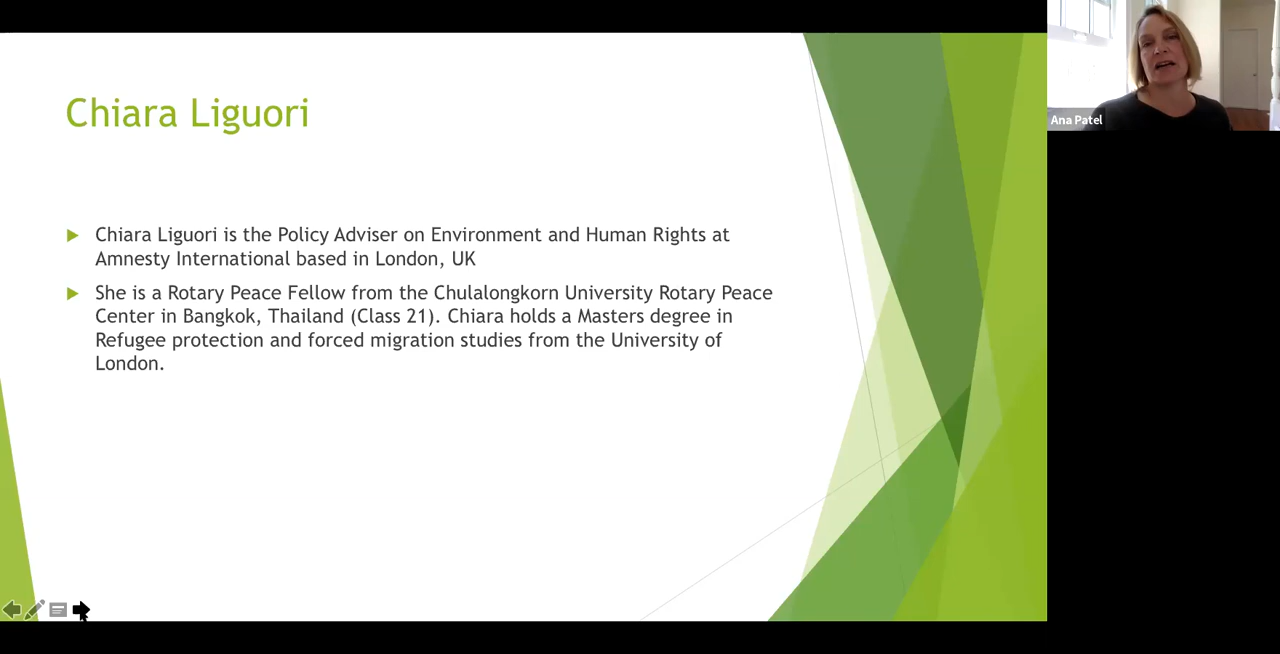 Chiara Liguori
Chiara Liguori is the Policy Adviser on Environment and Human Rights at
Amnesty International based in London, UK
She is a Rotary Peace Fellow from the Chulalongkorn University Rotary Peace
Center in Bangkok, Thailand (Class 21). Chiara holds a Masters degree in
Refugee protection and forced migration studies from the University of
London.
Ana Patel